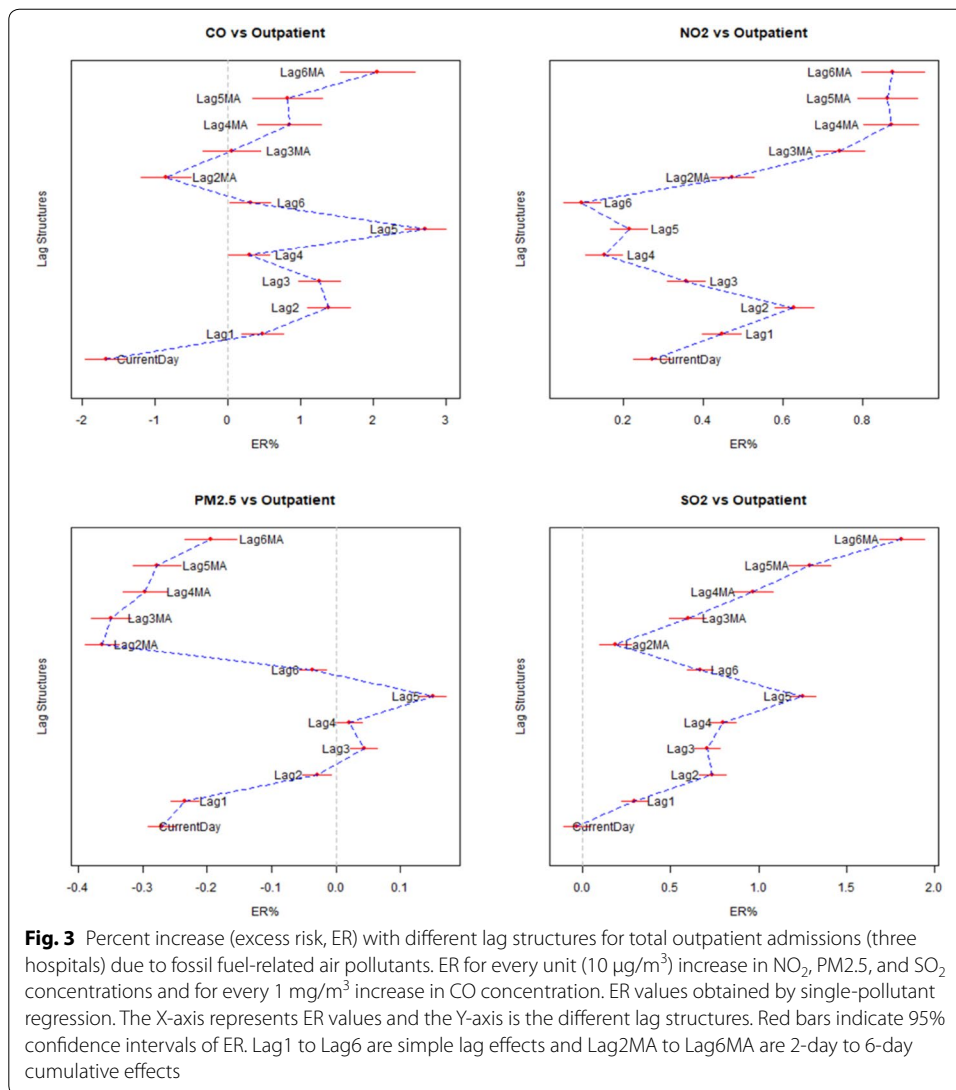 CO vs Outpatient
Lag Structures
Lag6MA
Lag5MA
Lag4MA
Lag3MA
Lag2MA
Lag6
Lag5
Lag4
Lag3
Lag2
Lag1
CurrentDay
-2 -1 0 1 2 3
ER%
NO2 vs Outpatient
Lag Structures
Lag6MA
Lag5MA
Lag4MA
Lag3MA
Lag2MA
Lag6
Lag5
Lag4
Lag3
Lag2
Lag1
CurrentDay
0.2 0.4 0.6 0.8
ER%
PM2.5 vs Outpatient
Lag Structures
Lag6MA
Lag5MA
Lag4MA
Lag3MA
Lag2MA
Lag6
Lag5
Lag4
Lag3
Lag2
Lag1
CurrentDay
-0.4 -0.3 -0.2 -0.1 0.0 0.1
ER%
SO2 vs Outpatient
Lag Structures
Lag6MA
Lag5MA
Lag4MA
Lag3MA
Lag2MA
Lag6
Lag5
Lag4
Lag3
Lag2
Lag1
CurrentDay
0.0 0.5 1.0 1.5 2.0
ER%
Fig. 3 Percent increase (excess risk, ER) with different lag structures for total outpatient admissions (three
hospitals) due to fossil fuel-related air pollutants. ER for every unit (10 μg/m³) increase in NO₂, PM2.5, and SO₂
concentrations and for every 1 mg/m³ increase in CO concentration. ER values obtained by single-pollutant
regression. The X-axis represents ER values and the Y-axis is the different lag structures. Red bars indicate 95%
confidence intervals of ER. Lag1 to Lag6 are simple lag effects and Lag2MA to Lag6MA are 2-day to 6-day
cumulative effects